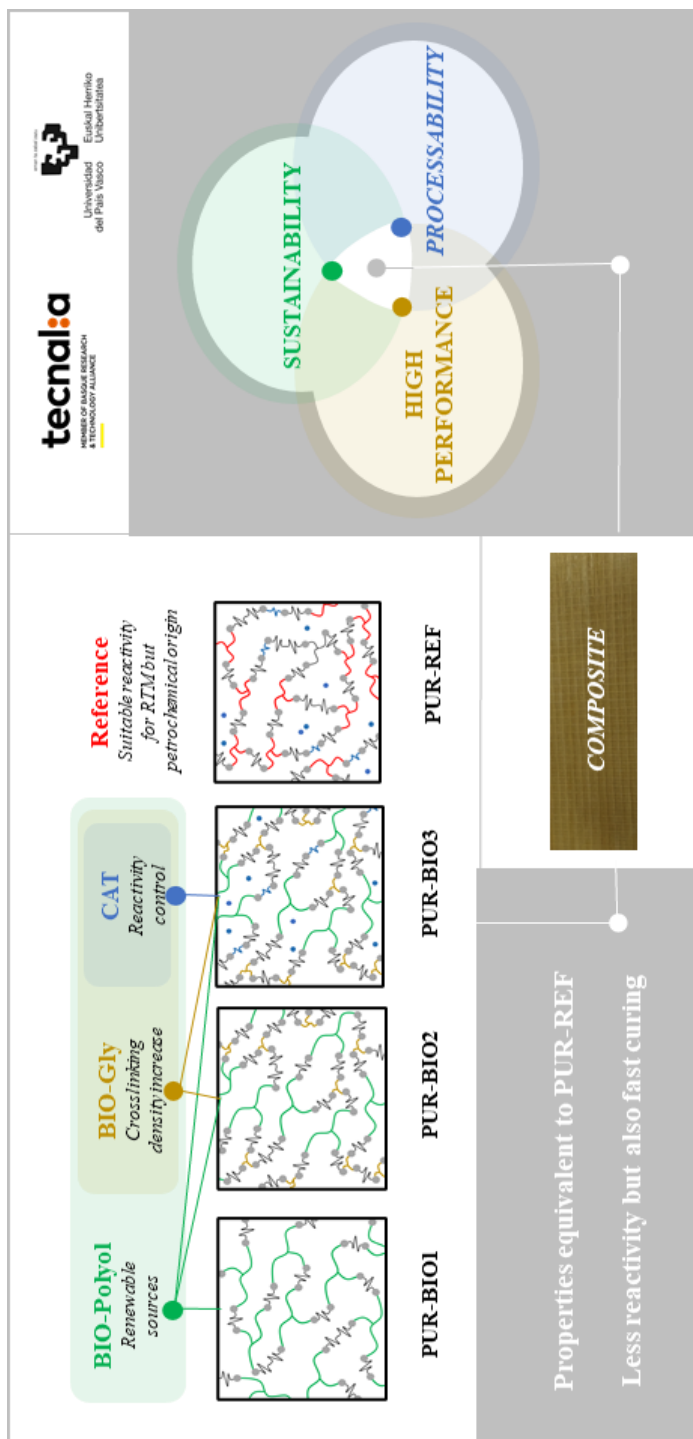 BIO-Polyol
Renewable
sources
BIO-Gly
Crosslinking
density increase
CAT
Reactivity
control
Reference
Suitable reactivity
for RTM but
petrochemical origin
PUR-BIO1
PUR-BIO2
PUR-BIO3
PUR-REF
Properties equivalent to PUR-REF
Less reactivity but also fast curing
COMPOSITE
tecnalia
MEMBER OF BASQUE RESEARCH
& TECHNOLOGY ALLIANCE
Universidad
del País Vasco
Euskal Herriko
Unibertsitatea
SUSTAINABILITY
HIGH
PERFORMANCE
PROCESSABILITY